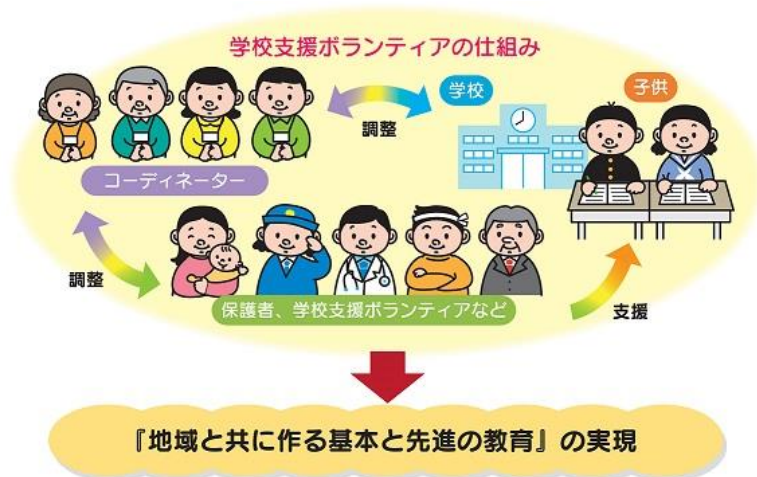 学校支援ボランティアの仕組み
学校
子供
調整
コーディネーター
調整
保護者、学校支援ボランティアなど
支援
『地域と共に作る基本と先進の教育』の実現